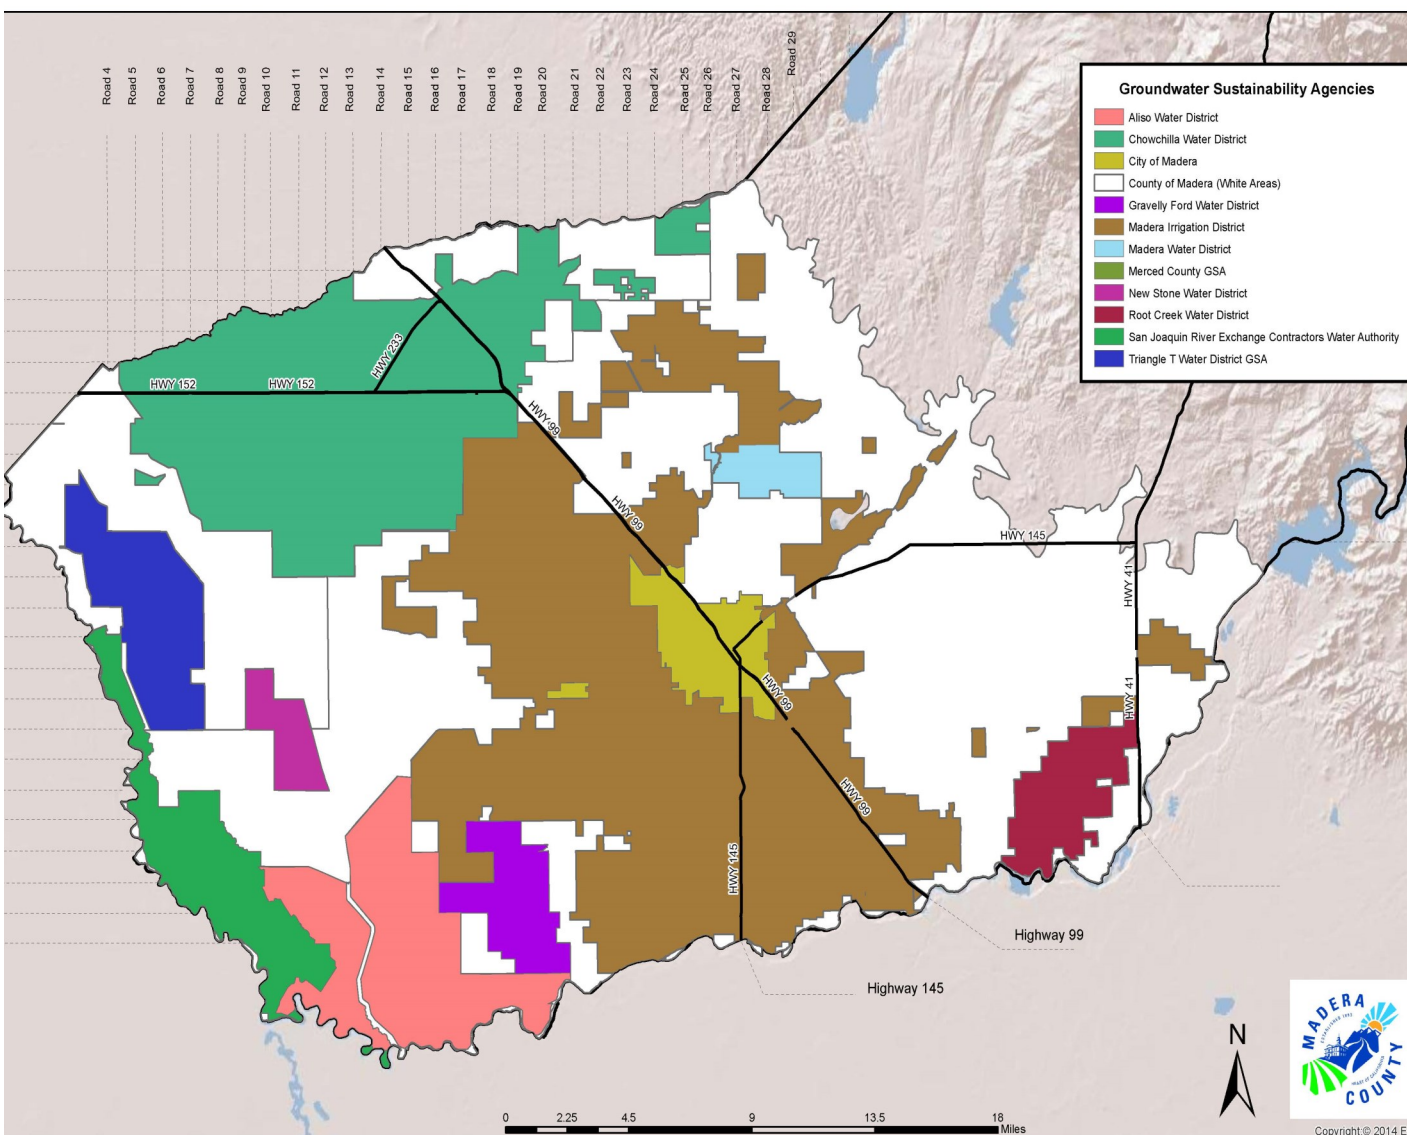 Road 4
Road 5
Road 6
Road 7
Road 8
Road 9
Road 10
Road 11
Road 12
Road 13
Road 14
Road 15
Road 16
Road 17
Road 18
Road 19
Road 20
Road 21
Road 22
Road 23
Road 24
Road 25
Road 26
Road 27
Road 28
Road 29
Groundwater Sustainability Agencies
Aliso Water District
Chowchilla Water District
City of Madera
County of Madera (White Areas)
Gravelly Ford Water District
Madera Irrigation District
Madera Water District
Merced County GSA
New Stone Water District
Root Creek Water District
San Joaquin River Exchange Contractors Water Authority
Triangle T Water District GSA
HWY 233
HWY 152
HWY 152
HWY 99
HWY 99
HWY 145
HWY 41
HWY 41
HWY 99
HWY 99
HWY 145
Highway 99
Highway 145
N
MADERA
COUNTY
0 2.25 4.5 9 13.5 18
Miles
Copyright:© 2014 E